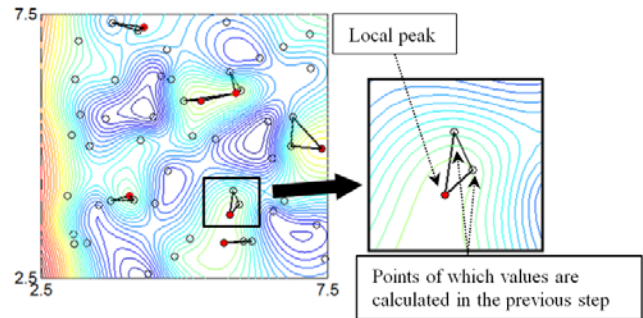 7.5
Local peak
2.5
2.5
7.5
Points of which values are
calculated in the previous step